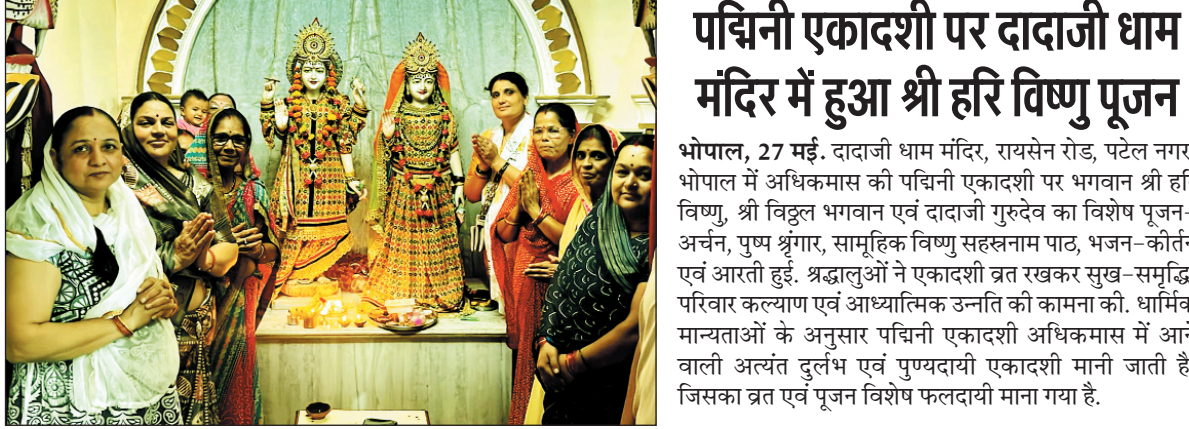 पद्मिनी एकादशी पर दादाजी धाम
मंदिर में हुआ श्री हरि विष्णु पूजन
भोपाल, 27 मई. दादाजी धाम मंदिर, रायसेन रोड, पटेल नगर
भोपाल में अधिकमास की पद्मिनी एकादशी पर भगवान श्री हरि
विष्णु, श्री विठ्ठल भगवान एवं दादाजी गुरुदेव का विशेष पूजन-
अर्चन, पुष्प श्रृंगार, सामूहिक विष्णु सहस्रनाम पाठ, भजन-कीर्तन
एवं आरती हुई. श्रद्धालुओं ने एकादशी व्रत रखकर सुख-समृद्धि
परिवार कल्याण एवं आध्यात्मिक उन्नति की कामना की. धार्मिक
मान्यताओं के अनुसार पद्मिनी एकादशी अधिकमास में आने
वाली अत्यंत दुर्लभ एवं पुण्यदायी एकादशी मानी जाती है
जिसका व्रत एवं पूजन विशेष फलदायी माना गया है.